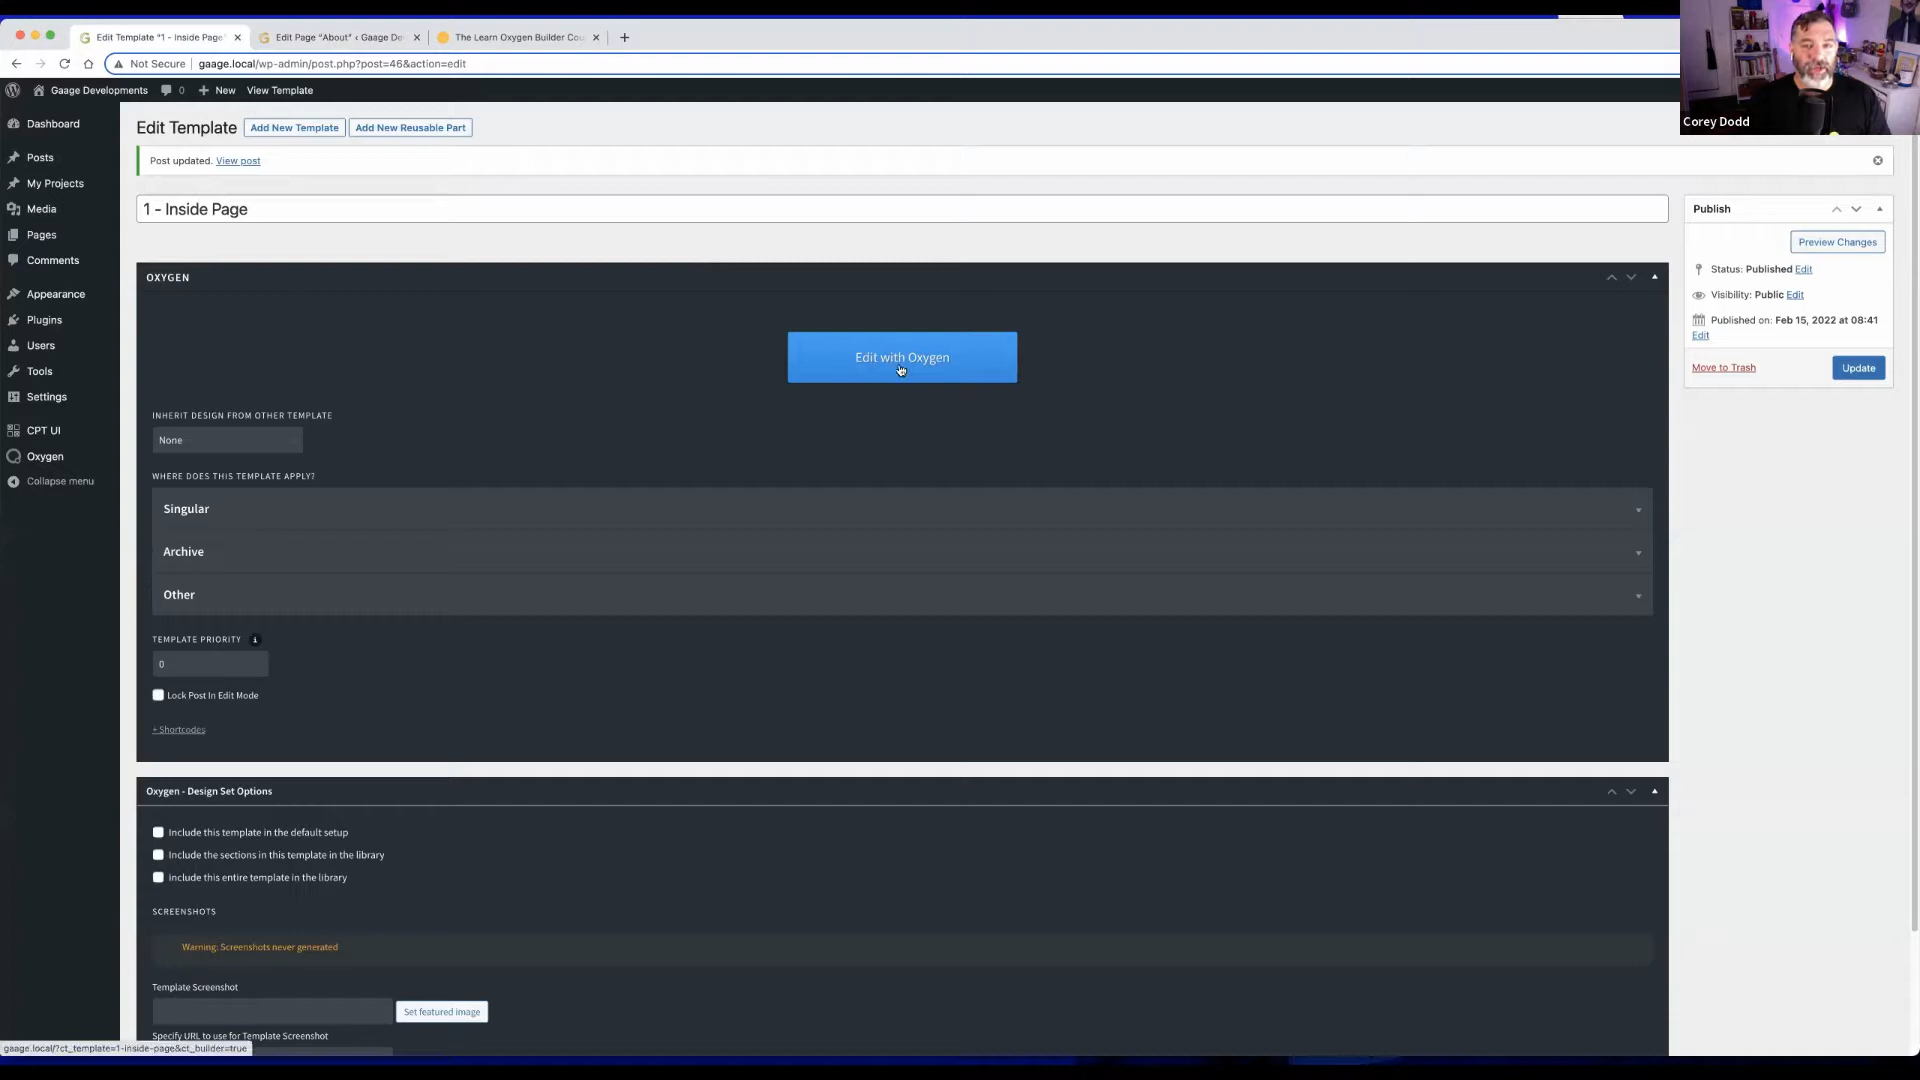 Edit Template "1 - Inside Page"
Edit Page "About" ‹ Gaage De
The Learn Oxygen Builder Cou
Not Secure
gaage.local/wp-admin/post.php?post=46&action=edit
Corey Dodd
Gaage Developments
0
New
View Template
Dashboard
Posts
My Projects
Media
Pages
Comments
Appearance
Plugins
Users
Tools
Settings
CPT UI
Oxygen
Collapse menu
Edit Template
Add New Template
Add New Reusable Part
Post updated. View post
1 - Inside Page
OXYGEN
Edit with Oxygen
INHERIT DESIGN FROM OTHER TEMPLATE
None
WHERE DOES THIS TEMPLATE APPLY?
Singular
Archive
Other
TEMPLATE PRIORITY
0
Lock Post In Edit Mode
+ Shortcodes
Oxygen - Design Set Options
Include this template in the default setup
Include the sections in this template in the library
Include this entire template in the library
SCREENSHOTS
Warning: Screenshots never generated
Template Screenshot
Set featured image
Specify URL to use for Template Screenshot
gaage.local/?ct_template=1-inside-page&ct_builder=true
Publish
Preview Changes
Status: Published Edit
Visibility: Public Edit
Published on: Feb 15, 2022 at 08:41
Edit
Move to Trash
Update